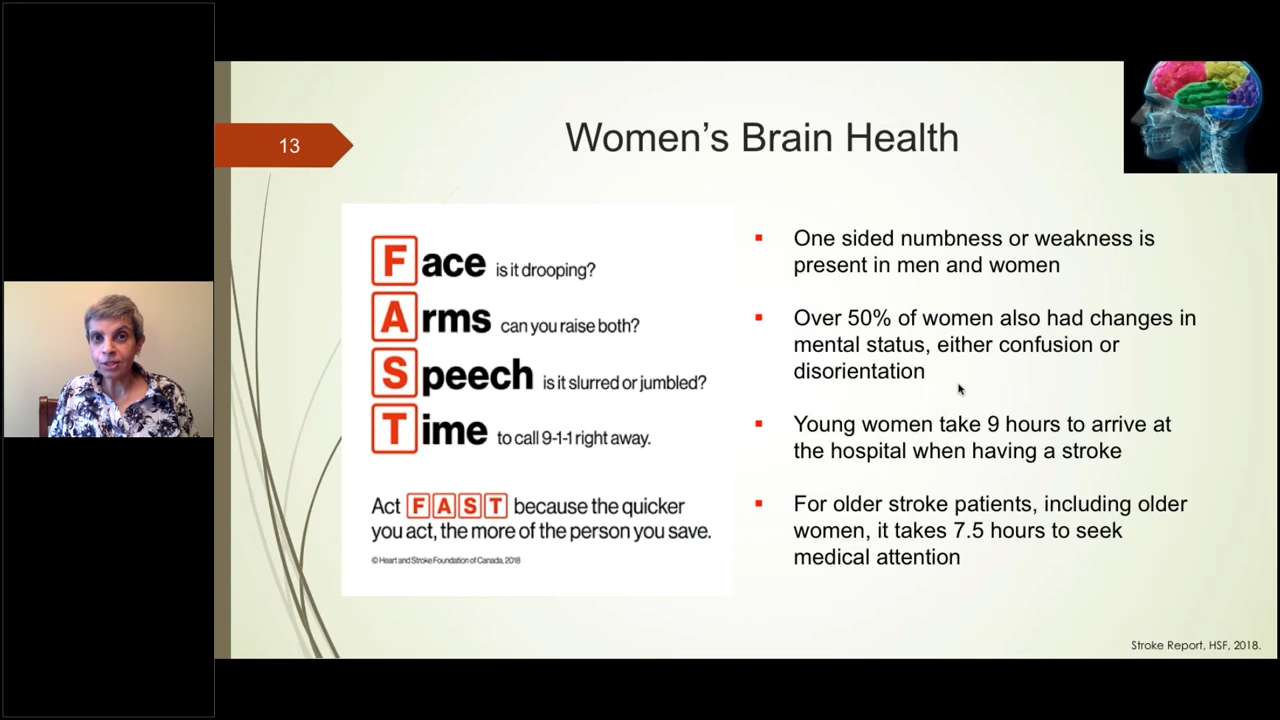 13
Women’s Brain Health
Face is it drooping?
Arms can you raise both?
Speech is it slurred or jumbled?
Time to call 9-1-1 right away.
Act FAST because the quicker
you act, the more of the person you save.
© Heart and Stroke Foundation of Canada, 2018
One sided numbness or weakness is
present in men and women
Over 50% of women also had changes in
mental status, either confusion or
disorientation
Young women take 9 hours to arrive at
the hospital when having a stroke
For older stroke patients, including older
women, it takes 7.5 hours to seek
medical attention
Stroke Report, HSF, 2018.